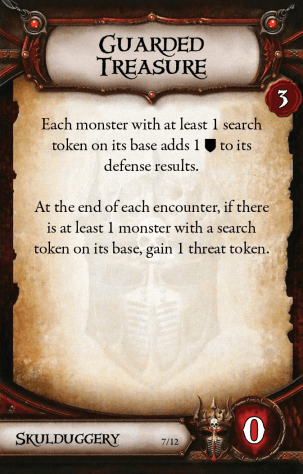 Guarded
Treasure
3
Each monster with at least 1 search
token on its base adds 1 to its
defense results.
At the end of each encounter, if there
is at least 1 monster with a search
token on its base, gain 1 threat token.
Skulduggery 7/12 0